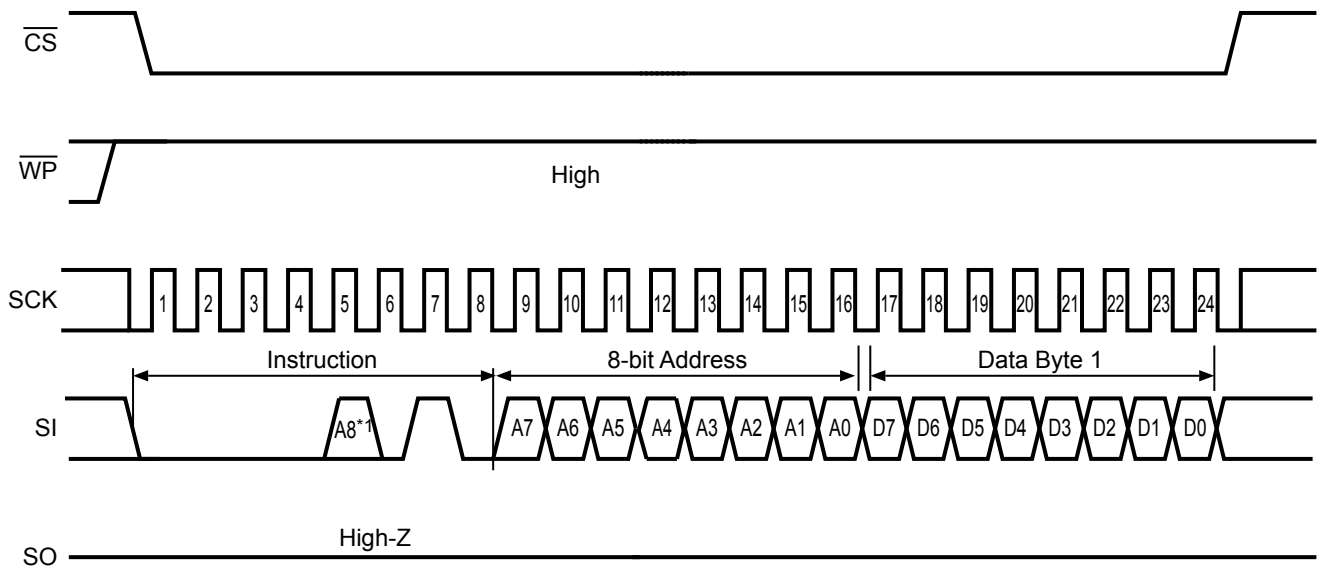 CS
WP
High
SCK
1 2 3 4 5 6 7 8 9 10 11 12 13 14 15 16 17 18 19 20 21 22 23 24
Instruction 8-bit Address Data Byte 1
SI
A8*1 A7 A6 A5 A4 A3 A2 A1 A0 D7 D6 D5 D4 D3 D2 D1 D0
High-Z
SO